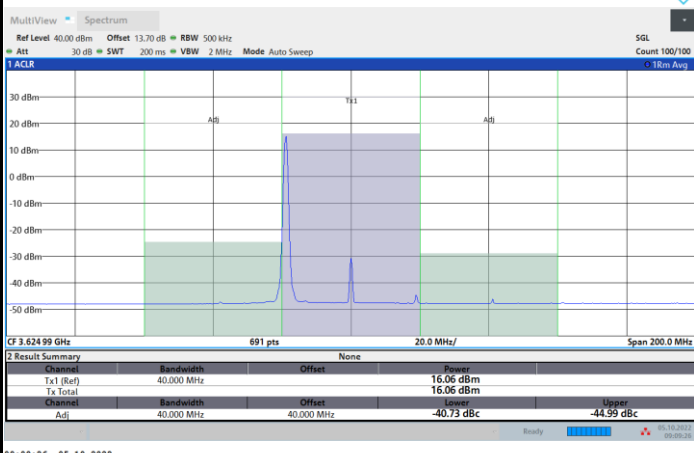 MultiView Spectrum
Ref Level 40.00 dBm Offset 13.70 dB RBW 500 kHz SGL
Att 30 dB SWT 200 ms VBW 2 MHz Mode Auto Sweep Count 100/100
1 ACLR 1Rm Avg
30 dBm
Tx1
20 dBm
Adj Adj
10 dBm
0 dBm
-10 dBm
-20 dBm
-30 dBm
-40 dBm
-50 dBm
CF 3.624 99 GHz 691 pts 20.0 MHz/ Span 200.0 MHz
2 Result Summary None
Channel Bandwidth Offset Power
Tx1 (Ref) 40.000 MHz 16.06 dBm
Tx Total 16.06 dBm
Channel Bandwidth Offset Lower Upper
Adj 40.000 MHz 40.000 MHz -40.73 dBc -44.99 dBc
Ready 05.10.2022
09:09:26